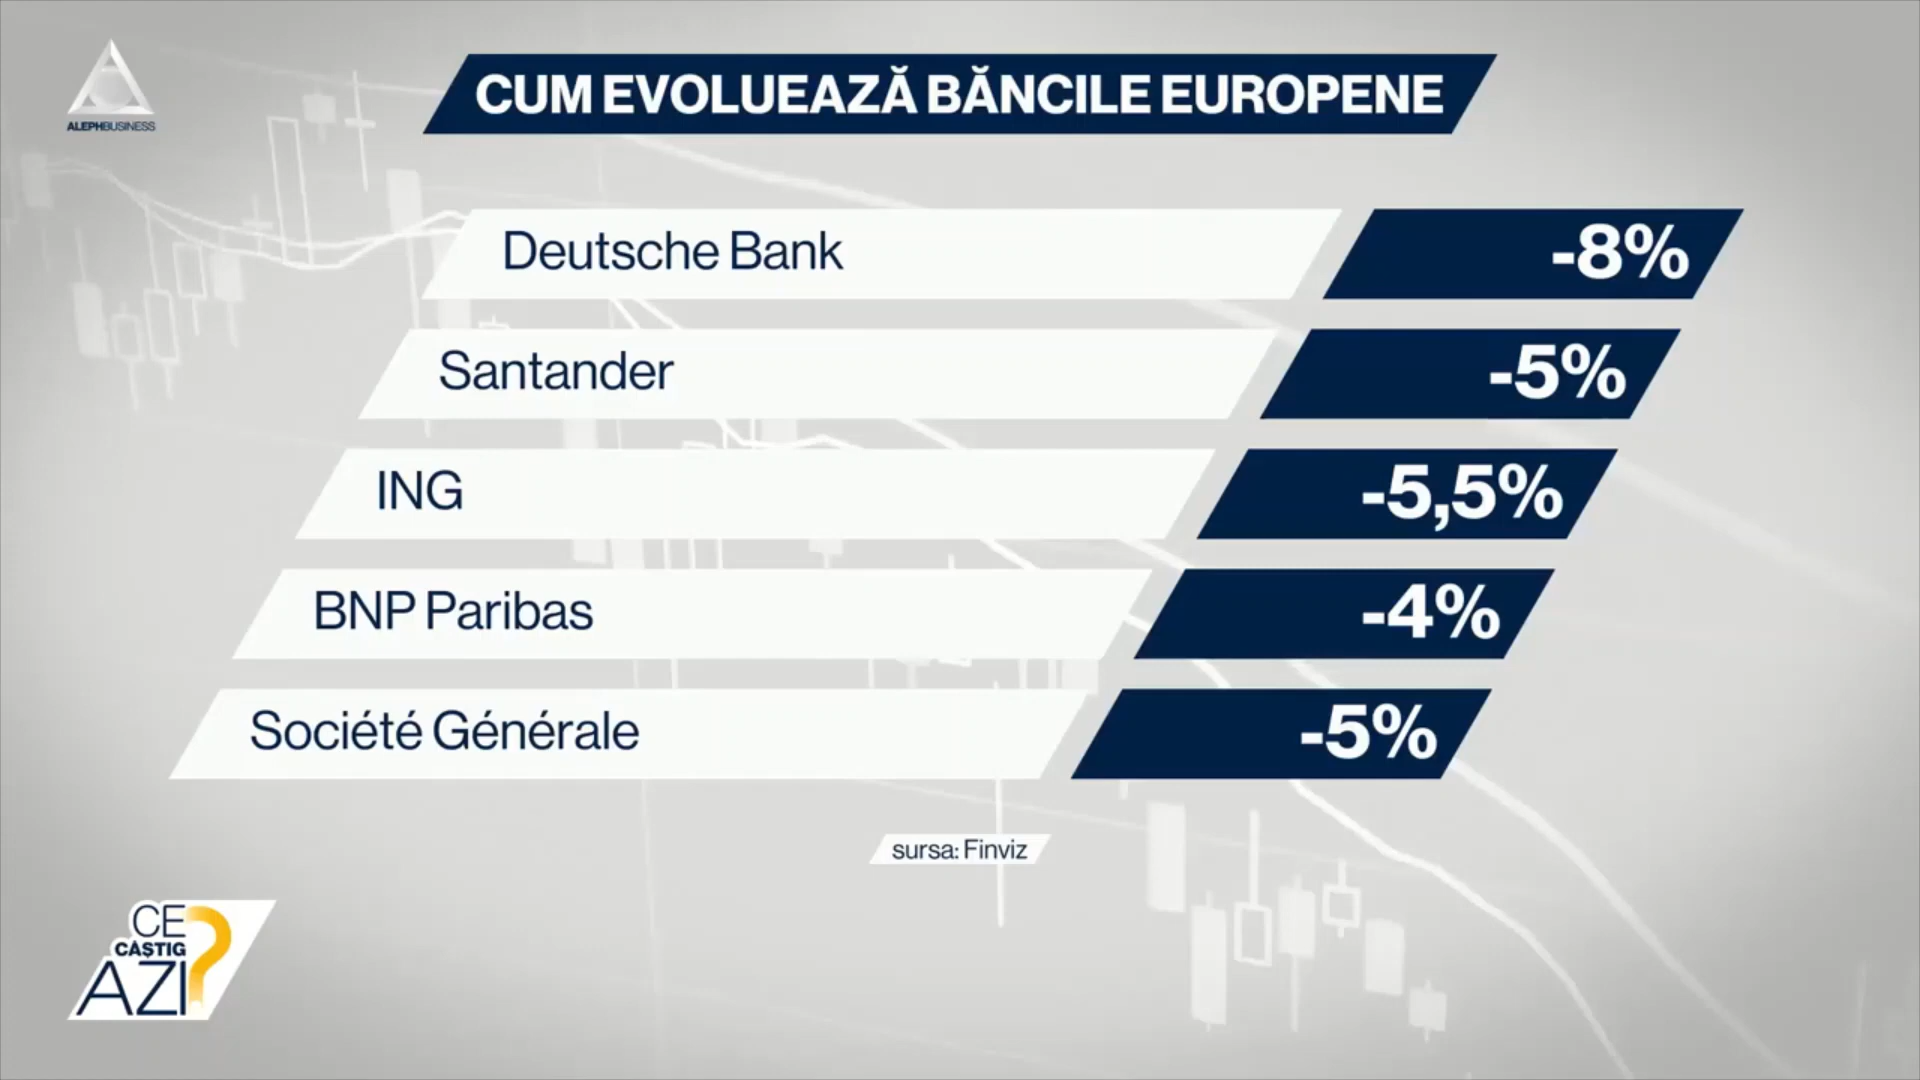 ALEPHBUSINESS
CUM EVOLUEAZĂ BĂNCILE EUROPENE
Deutsche Bank -8%
Santander -5%
ING -5,5%
BNP Paribas -4%
Société Générale -5%
sursa: Finviz
CE
CÂȘTIG
AZI?